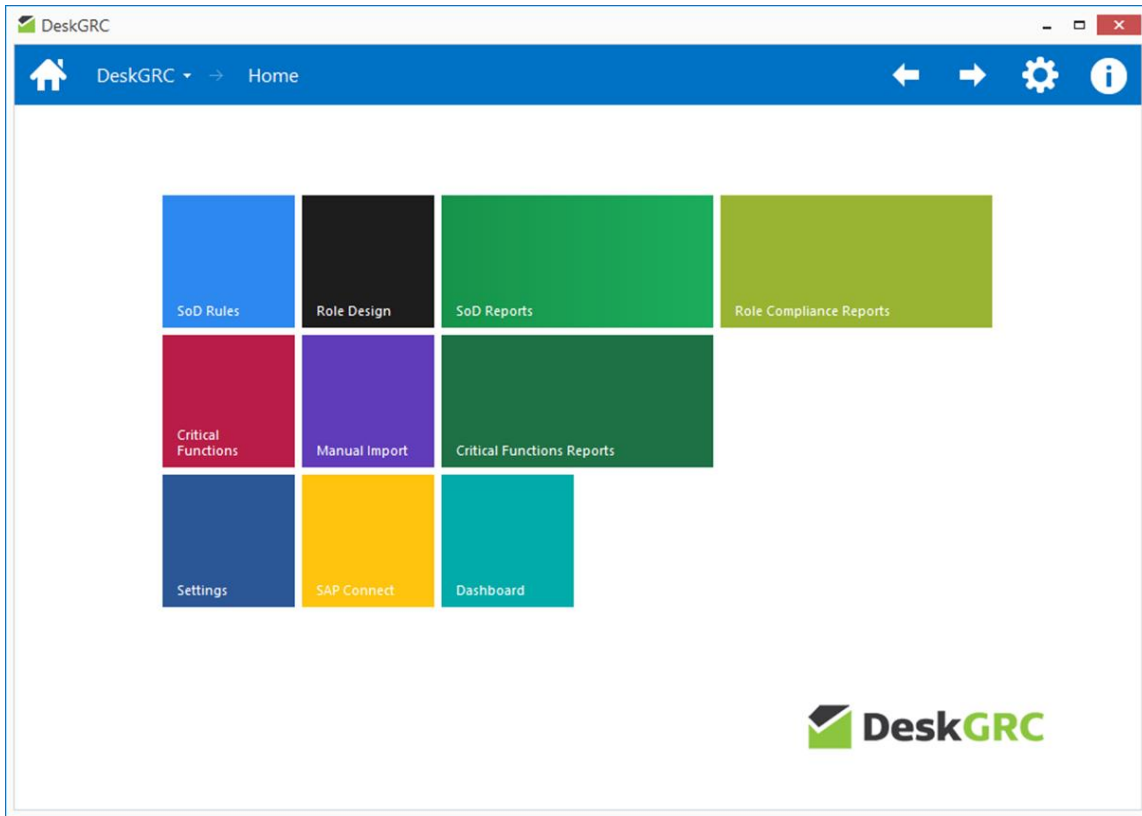 DeskGRC
DeskGRC → Home
SoD Rules
Role Design
SoD Reports
Role Compliance Reports
Critical
Functions
Manual Import
Critical Functions Reports
Settings
SAP Connect
Dashboard
DeskGRC